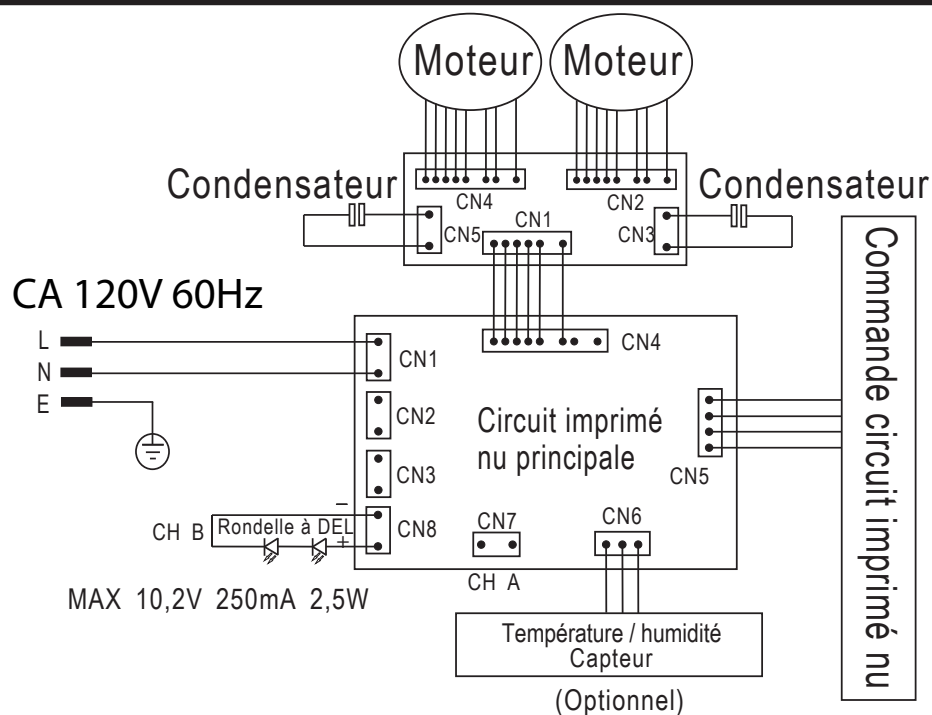 Moteur
Moteur
Condensateur
Condensateur
CN4
CN2
CN5
CN1
CN3
CA 120V 60Hz
L
N
E
CN1
CN2
CN3
CN8
CN4
Circuit imprimé
nu principale
CN5
CN7
CN6
CH A
CH B
Rondelle à DEL
−
+
MAX 10,2V 250mA 2,5W
Température / humidité
Capteur
(Optionnel)
Commande circuit imprimé nu